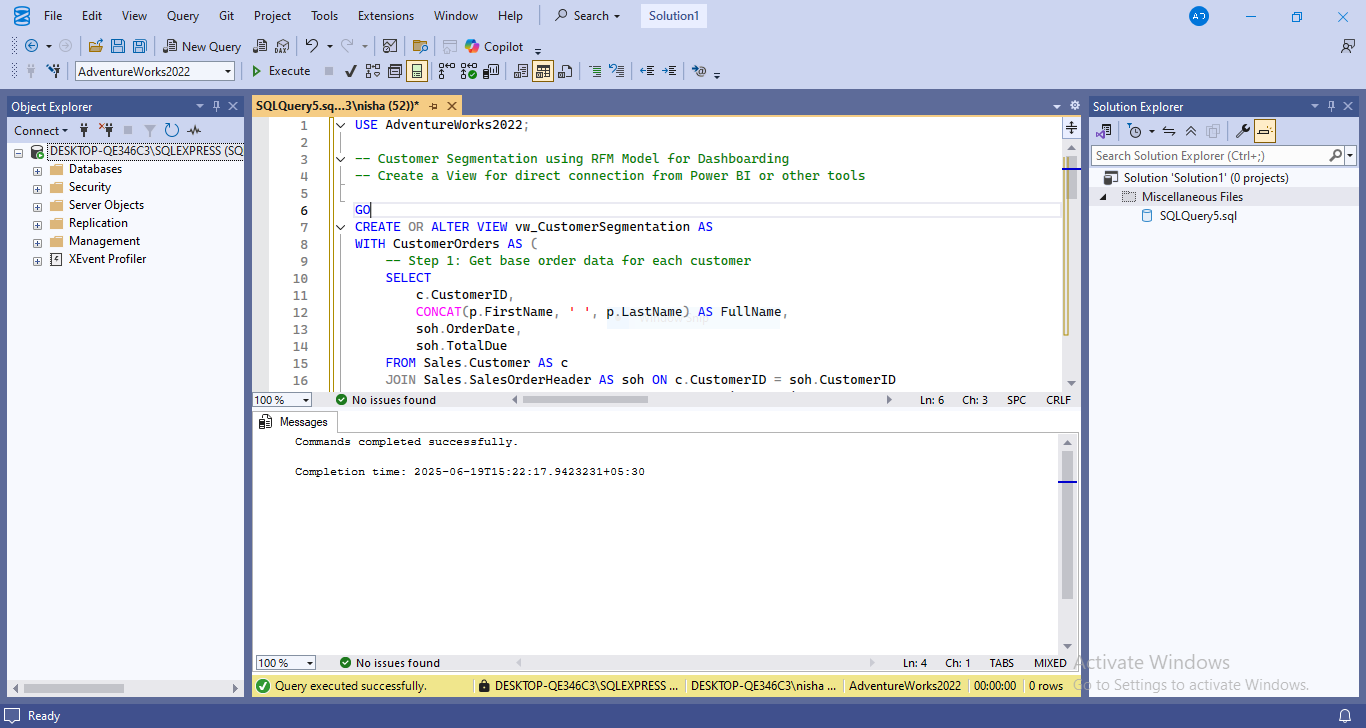 File Edit View Query Git Project Tools Extensions Window Help Search Solution1 AD
New Query DAX Copilot
AdventureWorks2022 Execute
Object Explorer
Connect
DESKTOP-QE346C3\SQLEXPRESS (SQ
Databases
Security
Server Objects
Replication
Management
XEvent Profiler
SQLQuery5.sq...3\nisha (52))*
1 USE AdventureWorks2022;
2
3 -- Customer Segmentation using RFM Model for Dashboarding
4 -- Create a View for direct connection from Power BI or other tools
5
6 GO
7 CREATE OR ALTER VIEW vw_CustomerSegmentation AS
8 WITH CustomerOrders AS (
9 -- Step 1: Get base order data for each customer
10 SELECT
11 c.CustomerID,
12 CONCAT(p.FirstName, ' ', p.LastName) AS FullName,
13 soh.OrderDate,
14 soh.TotalDue
15 FROM Sales.Customer AS c
16 JOIN Sales.SalesOrderHeader AS soh ON c.CustomerID = soh.CustomerID
100 % No issues found Ln: 6 Ch: 3 SPC CRLF
Messages
Commands completed successfully.
Completion time: 2025-06-19T15:22:17.9423231+05:30
100 % No issues found Ln: 4 Ch: 1 TABS MIXED
Query executed successfully. DESKTOP-QE346C3\SQLEXPRESS ... DESKTOP-QE346C3\nisha ... AdventureWorks2022 00:00:00 0 rows
Solution Explorer
Search Solution Explorer (Ctrl+;)
Solution 'Solution1' (0 projects)
Miscellaneous Files
SQLQuery5.sql
Activate Windows
Go to Settings to activate Windows.
Ready